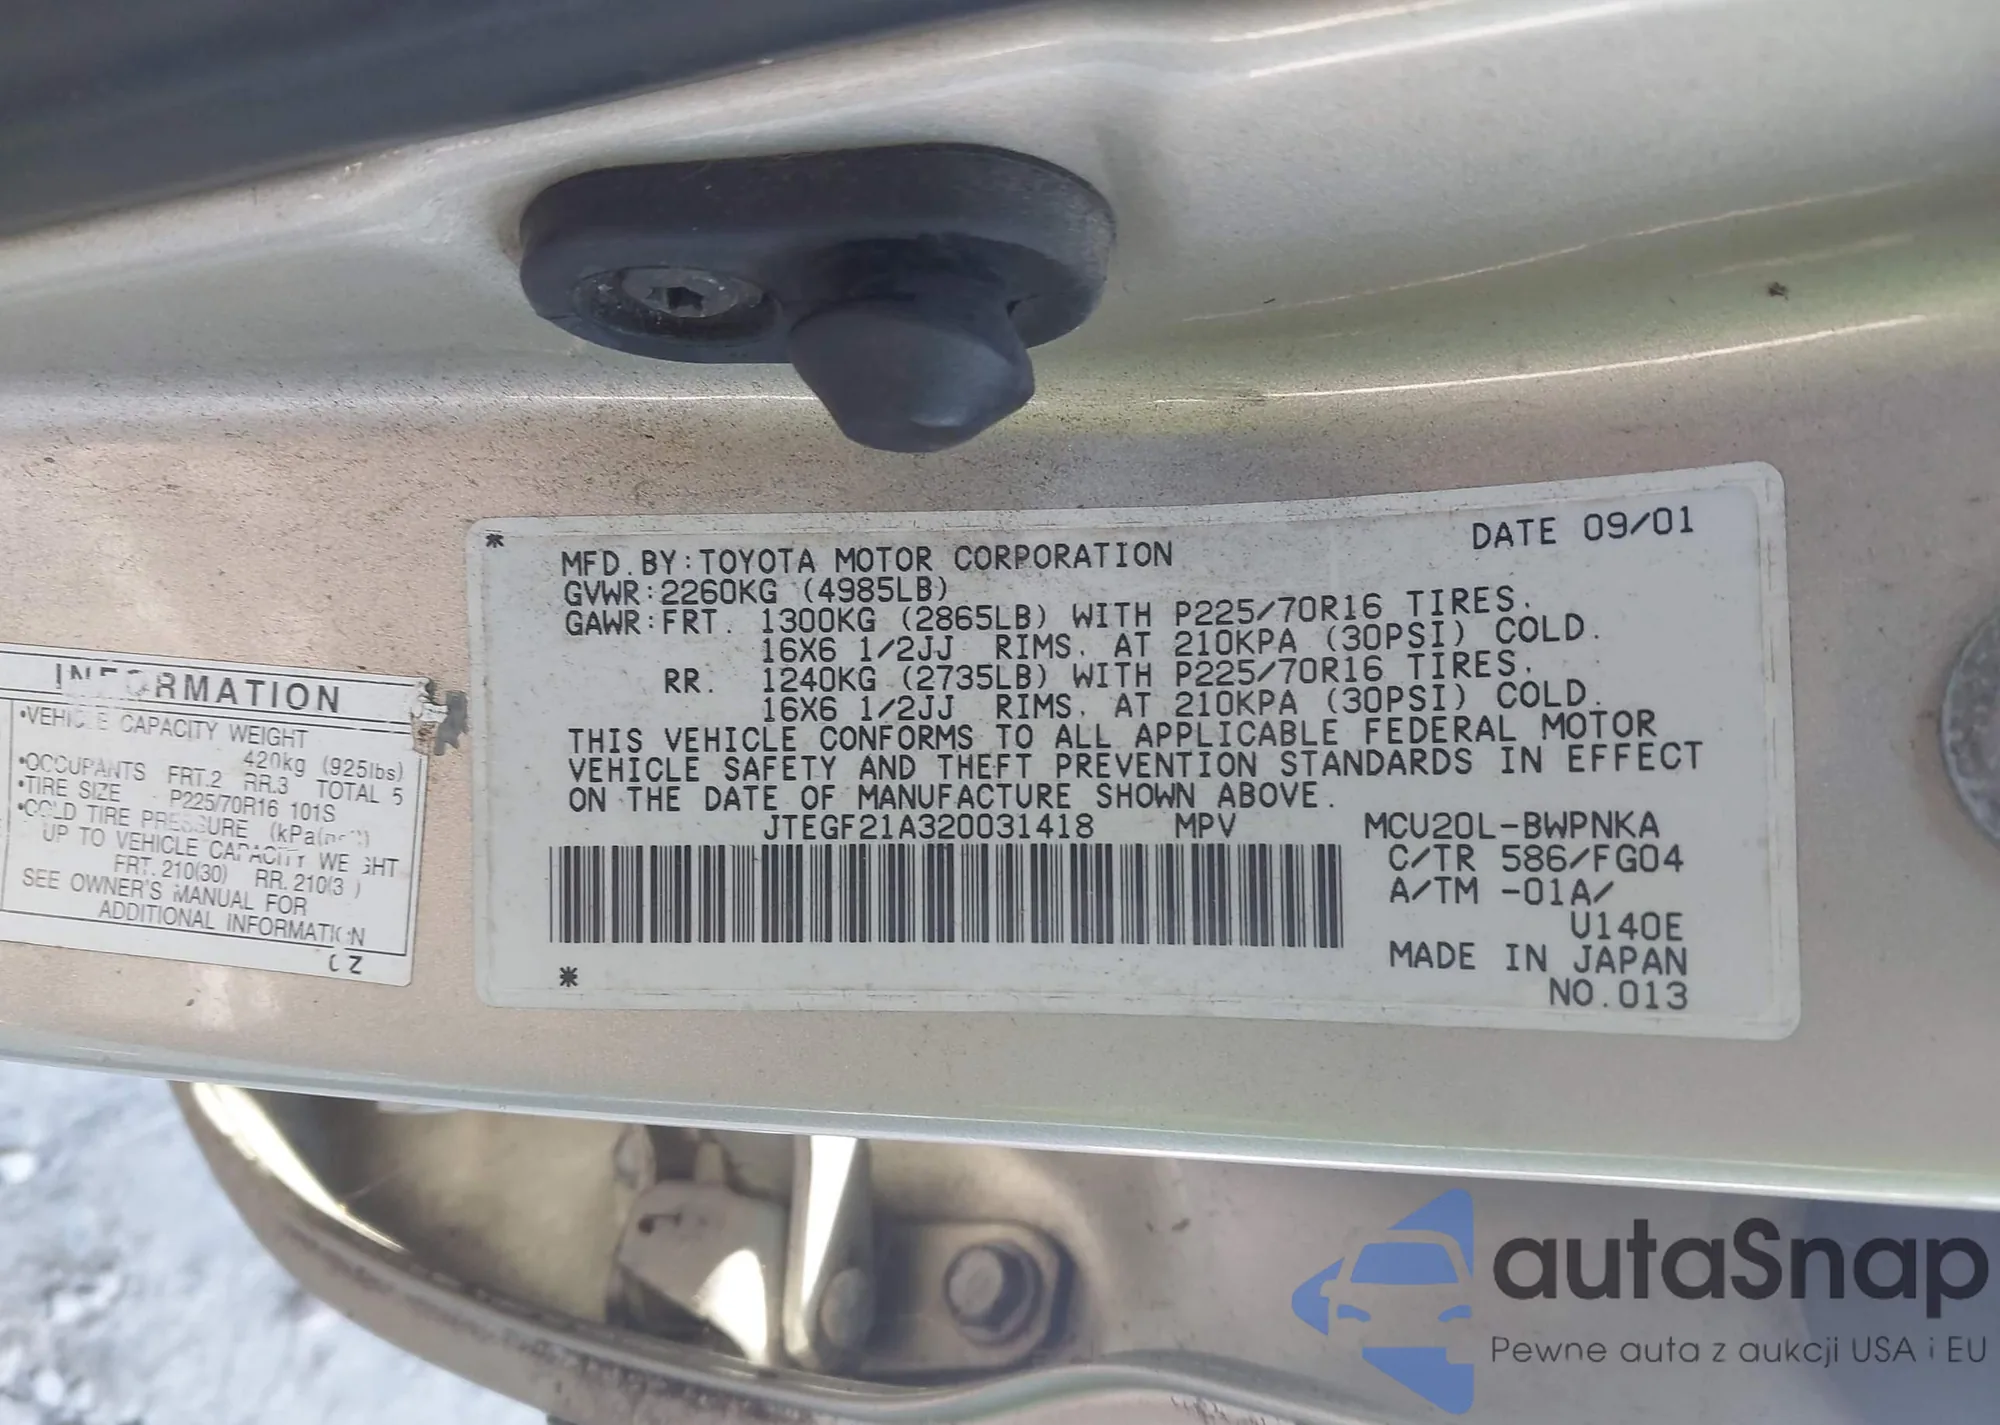 INFORMATION
•VEHICLE CAPACITY WEIGHT
420kg (925lbs)
•OCCUPANTS FRT.2 RR.3 TOTAL 5
•TIRE SIZE P225/70R16 101S
•COLD TIRE PRESSURE (kPa
UP TO VEHICLE CAPACITY WEIGHT
FRT. 210(30) RR. 210(3 )
SEE OWNER'S MANUAL FOR
ADDITIONAL INFORMATION
*
DATE 09/01
MFD.BY:TOYOTA MOTOR CORPORATION
GVWR:2260KG (4985LB)
GAWR:FRT. 1300KG (2865LB) WITH P225/70R16 TIRES.
16X6 1/2JJ RIMS. AT 210KPA (30PSI) COLD.
RR. 1240KG (2735LB) WITH P225/70R16 TIRES.
16X6 1/2JJ RIMS. AT 210KPA (30PSI) COLD.
THIS VEHICLE CONFORMS TO ALL APPLICABLE FEDERAL MOTOR
VEHICLE SAFETY AND THEFT PREVENTION STANDARDS IN EFFECT
ON THE DATE OF MANUFACTURE SHOWN ABOVE.
JTEGF21A320031418 MPV MCU20L-BWPNKA
C/TR 586/FG04
A/TM -01A/
U140E
MADE IN JAPAN
* NO.013
autaSnap
Pewne auta z aukcji USA i EU